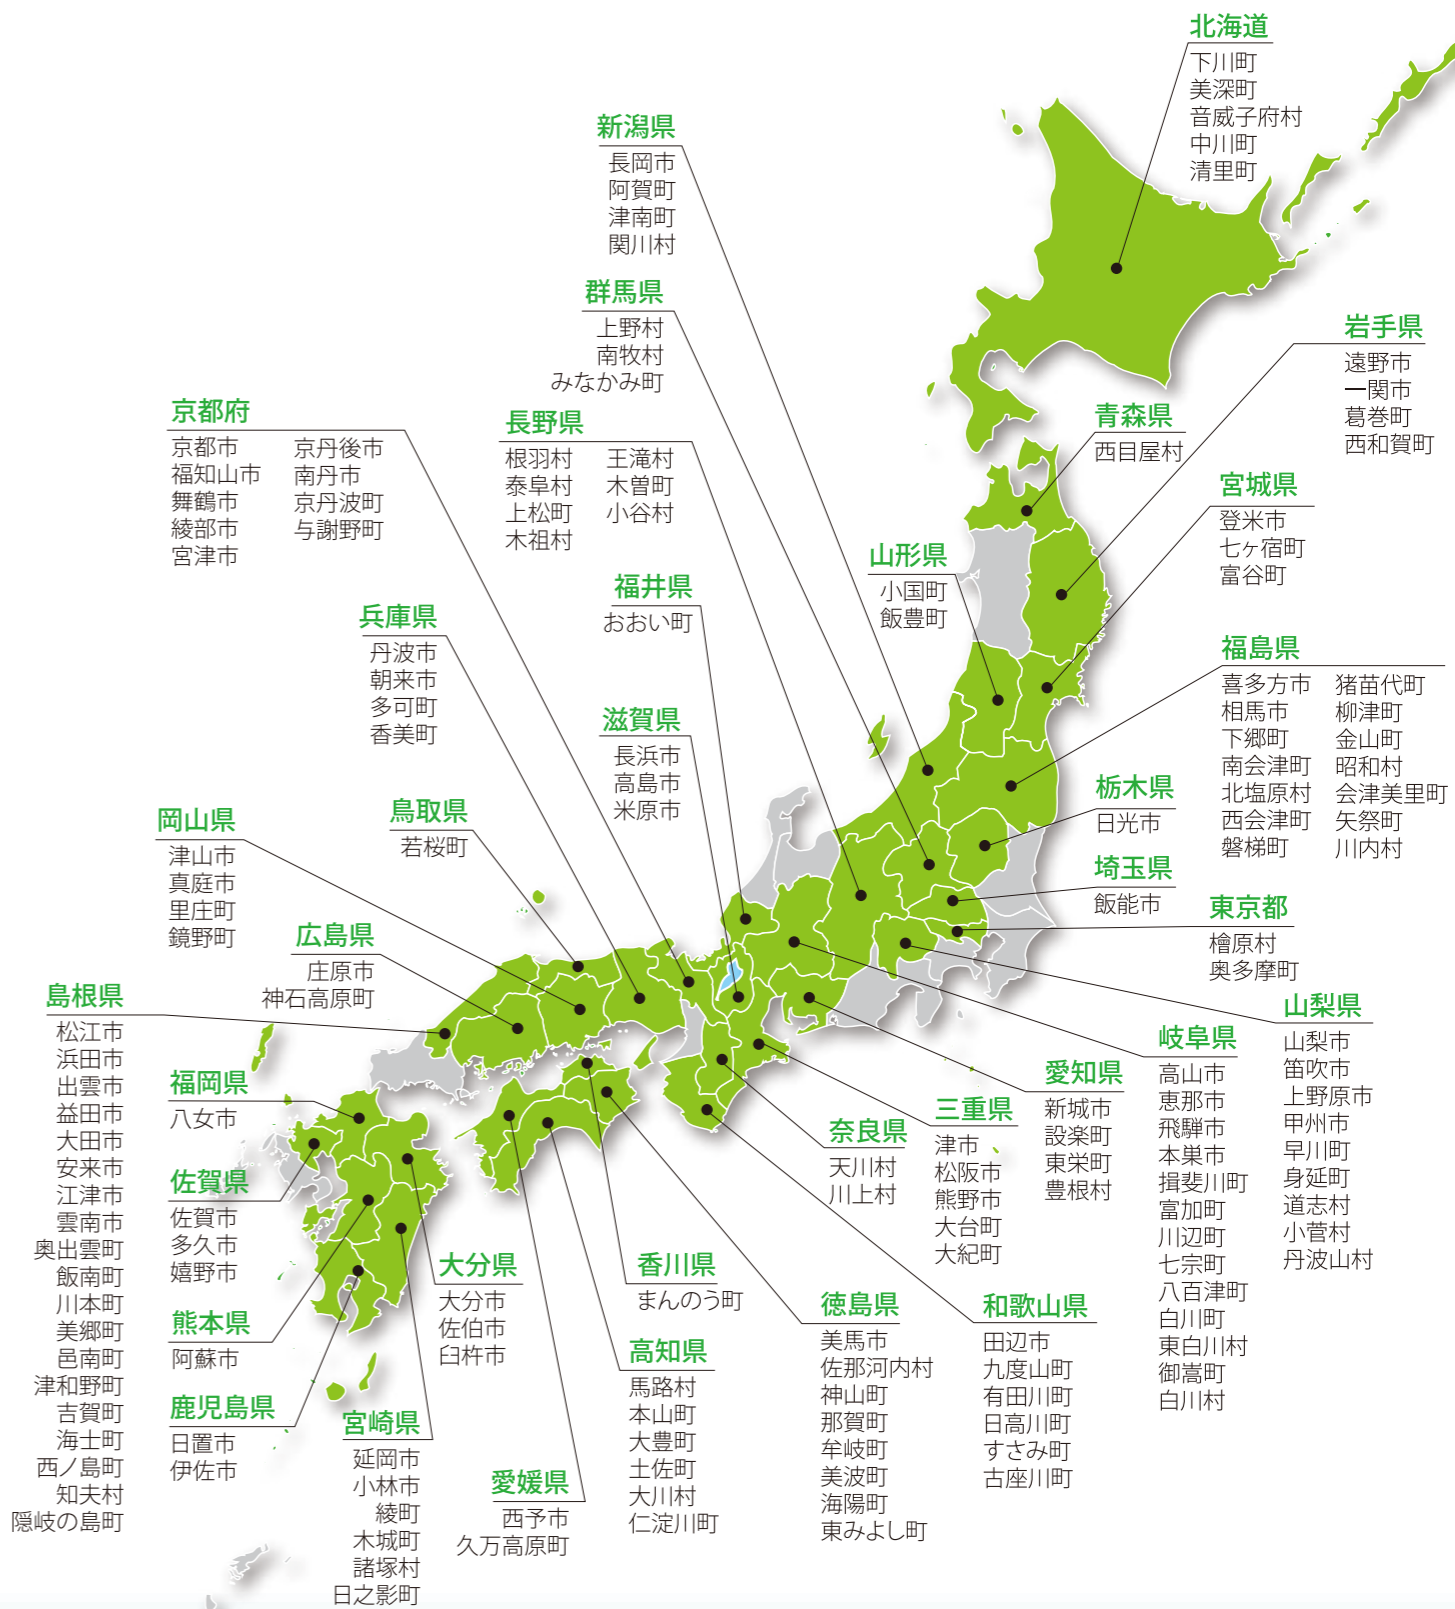 北海道
下川町
美深町
音威子府村
中川町
清里町
新潟県
長岡市
阿賀町
津南町
関川村
群馬県
上野村
南牧村
みなかみ町
岩手県
遠野市
一関市
葛巻町
西和賀町
京都府
京都市 京丹後市
福知山市 南丹市
舞鶴市 京丹波町
綾部市 与謝野町
宮津市
長野県
根羽村 王滝村
泰阜村 木曽町
上松町 小谷村
木祖村
青森県
西目屋村
宮城県
登米市
七ヶ宿町
富谷町
山形県
小国町
飯豊町
福井県
おおい町
兵庫県
丹波市
朝来市
多可町
香美町
福島県
喜多方市 猪苗代町
相馬市 柳津町
下郷町 金山町
南会津町 昭和村
北塩原村 会津美里町
西会津町 矢祭町
磐梯町 川内村
滋賀県
長浜市
高島市
米原市
栃木県
日光市
鳥取県
若桜町
岡山県
津山市
真庭市
里庄町
鏡野町
埼玉県
飯能市
東京都
檜原村
奥多摩町
広島県
庄原市
神石高原町
島根県
松江市
浜田市
出雲市
益田市
大田市
安来市
江津市
雲南市
奥出雲町
飯南町
川本町
美郷町
邑南町
津和野町
吉賀町
海士町
西ノ島町
知夫村
隠岐の島町
山梨県
山梨市
笛吹市
上野原市
甲州市
早川町
身延町
道志村
小菅村
丹波山村
岐阜県
高山市
恵那市
飛騨市
本巣市
揖斐川町
富加町
川辺町
七宗町
八百津町
白川町
東白川村
御嵩町
白川村
愛知県
新城市
設楽町
東栄町
豊根村
三重県
津市
松阪市
熊野市
大台町
大紀町
奈良県
天川村
川上村
福岡県
八女市
佐賀県
佐賀市
多久市
嬉野市
大分県
大分市
佐伯市
臼杵市
香川県
まんのう町
熊本県
阿蘇市
徳島県
美馬市
佐那河内村
神山町
那賀町
牟岐町
美波町
海陽町
東みよし町
和歌山県
田辺市
九度山町
有田川町
日高川町
すさみ町
古座川町
高知県
馬路村
本山町
大豊町
土佐町
大川村
仁淀川町
鹿児島県
日置市
伊佐市
宮崎県
延岡市
小林市
綾町
木城町
諸塚村
日之影町
愛媛県
西予市
久万高原町